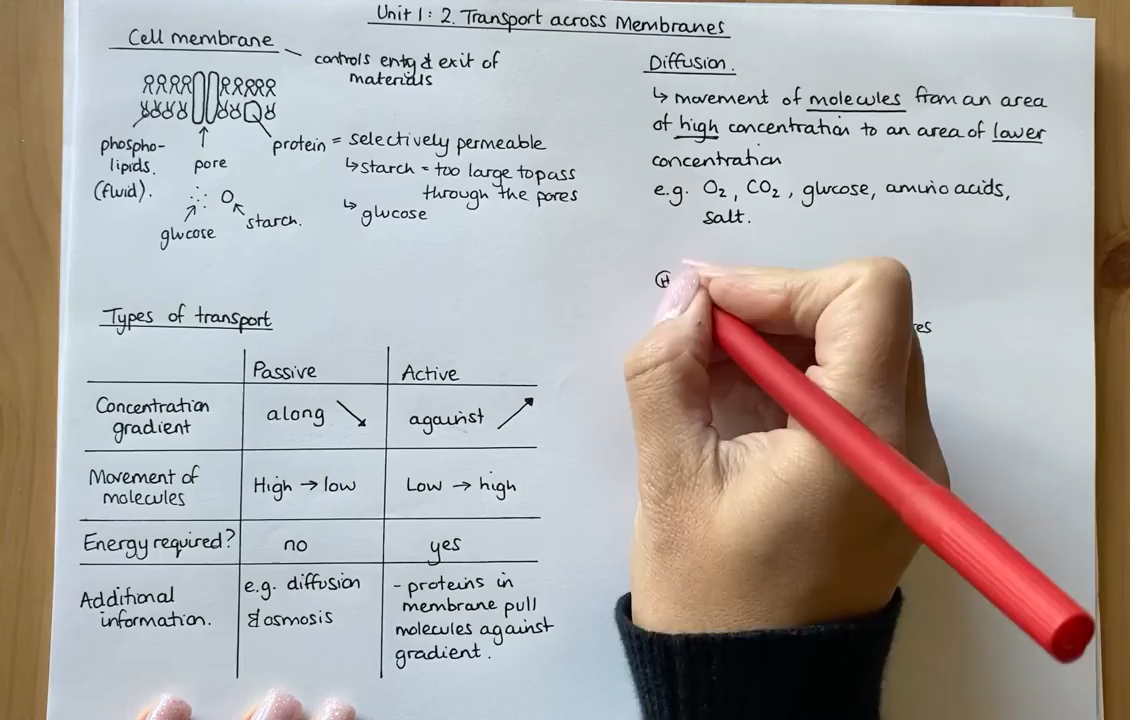 Unit 1: 2. Transport across Membranes
Cell membrane
controls entry & exit of
materials
phospho-
lipids.
(fluid).
pore
protein = selectively permeable
↳ starch = too large to pass
through the pores
↳ glucose
glucose
starch.
Types of transport
Passive
Active
Concentration
gradient
along
against
Movement of
molecules
High → low
Low → high
Energy required?
no
yes
Additional
information.
e.g. diffusion
& osmosis
- proteins in
membrane pull
molecules against
gradient.
Diffusion.
↳ movement of molecules from an area
of high concentration to an area of lower
concentration
e.g. O₂, CO₂, glucose, amino acids,
salt.
H